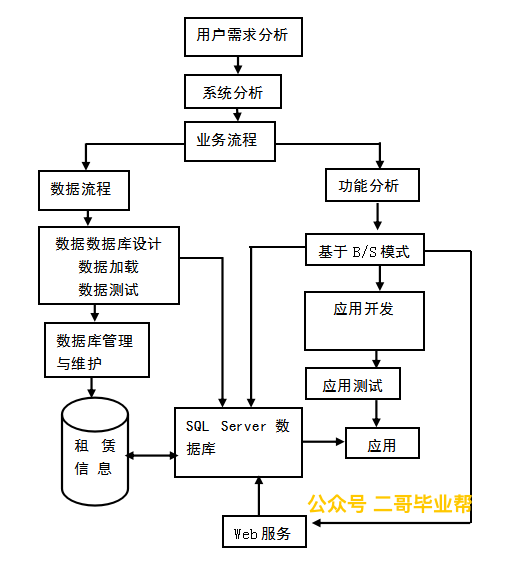 用户需求分析
系统分析
业务流程
数据流程
功能分析
数据数据库设计
数据加载
数据测试
基于 B/S 模式
应用开发
数据库管理
与维护
应用测试
租 赁
信 息
SQL Server 数
据库
应用
公众号 二哥毕业帮
Web 服务